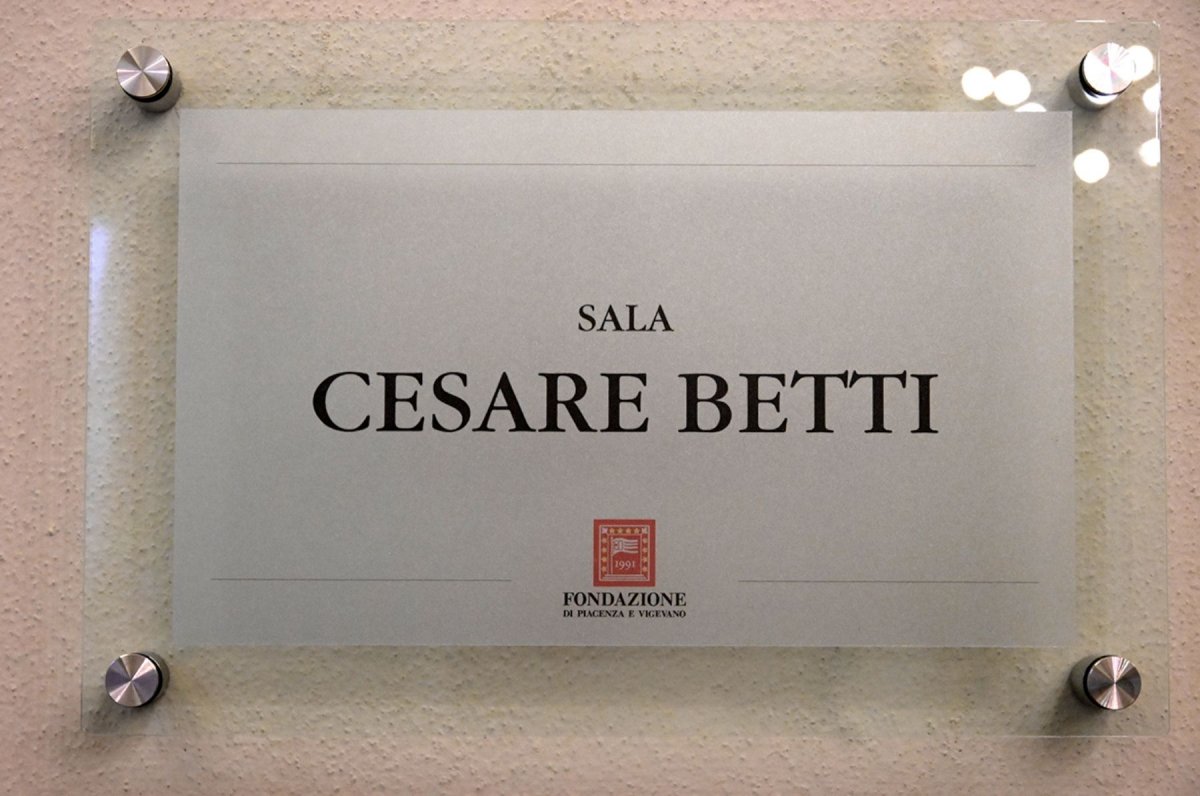 SALA
CESARE BETTI
1991
FONDAZIONE
DI PIACENZA E VIGEVANO